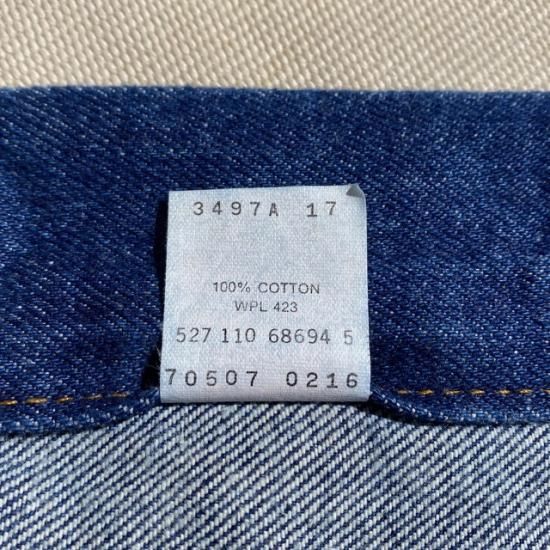 3497A 17
100% COTTON
WPL 423
527 110 68694 5
70507 0216